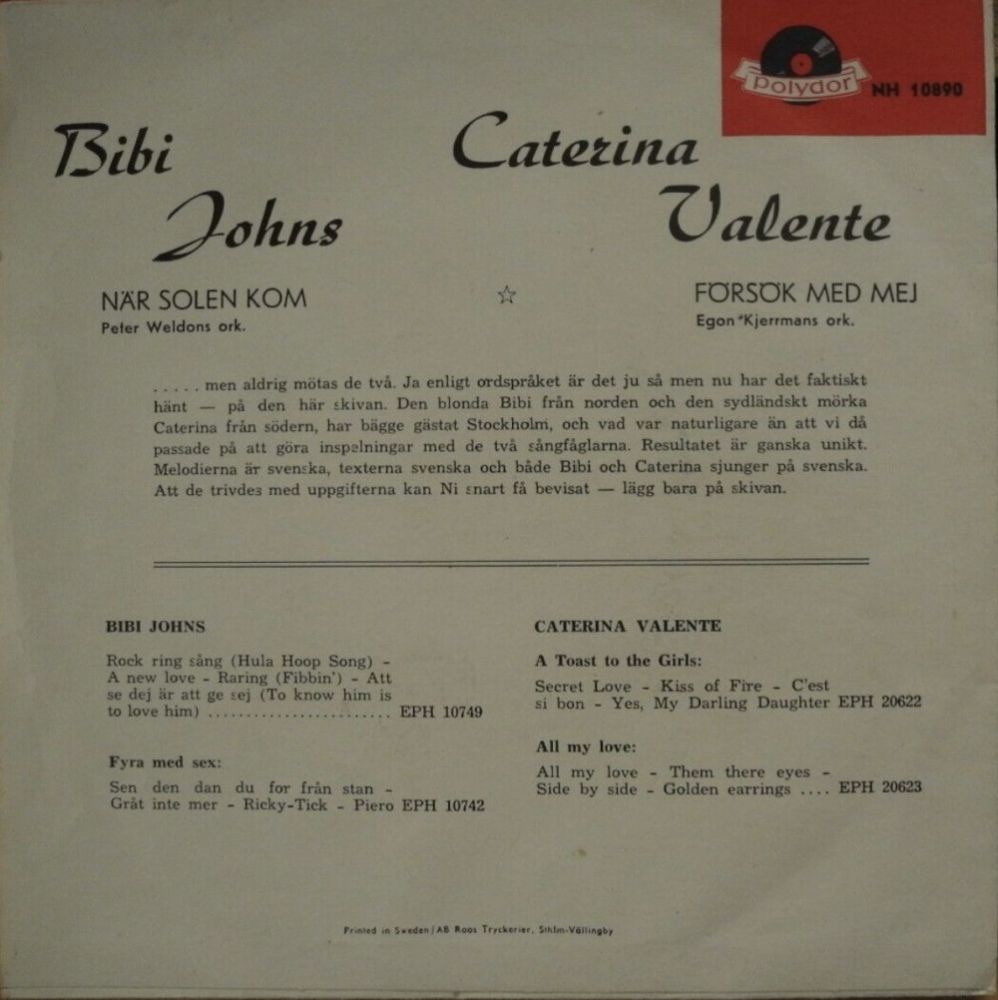 polydor
NH 10890
Bibi
Johns
Caterina
Valente
NÄR SOLEN KOM
Peter Weldons ork.
FÖRSÖK MED MEJ
Egon Kjerrmans ork.
..... men aldrig mötas de två. Ja enligt ordspråket är det ju så men nu har det faktiskt
hänt — på den här skivan. Den blonda Bibi från norden och den sydländskt mörka
Caterina från södern, har bägge gästat Stockholm, och vad var naturligare än att vi då
passade på att göra inspelningar med de två sångfåglarna. Resultatet är ganska unikt.
Melodierna är svenska, texterna svenska och både Bibi och Caterina sjunger på svenska.
Att de trivdes med uppgifterna kan Ni snart få bevisat — lägg bara på skivan.
BIBI JOHNS
Rock ring sång (Hula Hoop Song) -
A new love - Raring (Fibbin') - Att
se dej är att ge sej (To know him is
to love him) ........................ EPH 10749
Fyra med sex:
Sen den dan du for från stan -
Gråt inte mer - Ricky-Tick - Piero EPH 10742
CATERINA VALENTE
A Toast to the Girls:
Secret Love - Kiss of Fire - C'est
si bon - Yes, My Darling Daughter EPH 20622
All my love:
All my love - Them there eyes -
Side by side - Golden earrings .... EPH 20623
Printed in Sweden/AB Roos Tryckerier, Sthlm-Vällingby